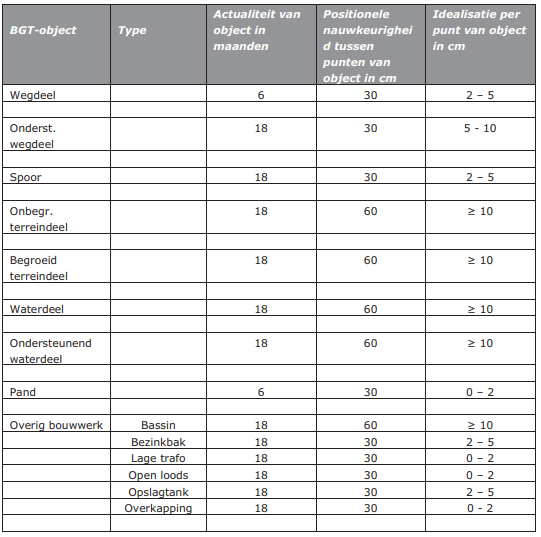 BGT-object Type Actualiteit van object in maanden Positionele nauwkeurighei d tussen punten van object in cm Idealisatie per punt van object in cm
Wegdeel 6 30 2 – 5
Onderst. wegdeel 18 30 5 - 10
Spoor 18 30 2 – 5
Onbegr. terreindeel 18 60 ≥ 10
Begroeid terreindeel 18 60 ≥ 10
Waterdeel 18 60 ≥ 10
Ondersteunend waterdeel 18 60 ≥ 10
Pand 6 30 0 – 2
Overig bouwwerk Bassin 18 60 ≥ 10
Bezinkbak 18 30 2 – 5
Lage trafo 18 30 0 – 2
Open loods 18 30 0 – 2
Opslagtank 18 30 2 – 5
Overkapping 18 30 0 - 2